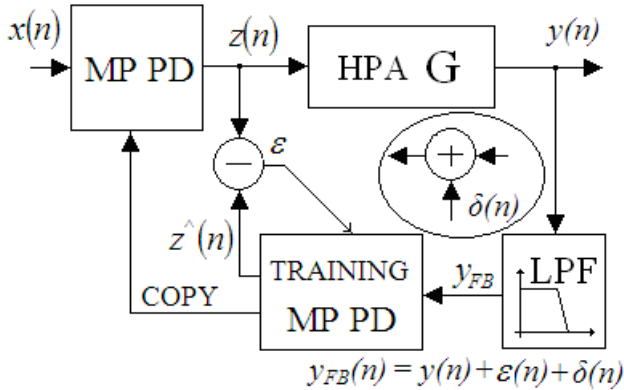 x(n)
MP PD
z(n)
HPA G
y(n)
ε
−
+
δ(n)
z^(n)
TRAINING
MP PD
COPY
y_FB
LPF
y_FB(n) = y(n) + ε(n) + δ(n)